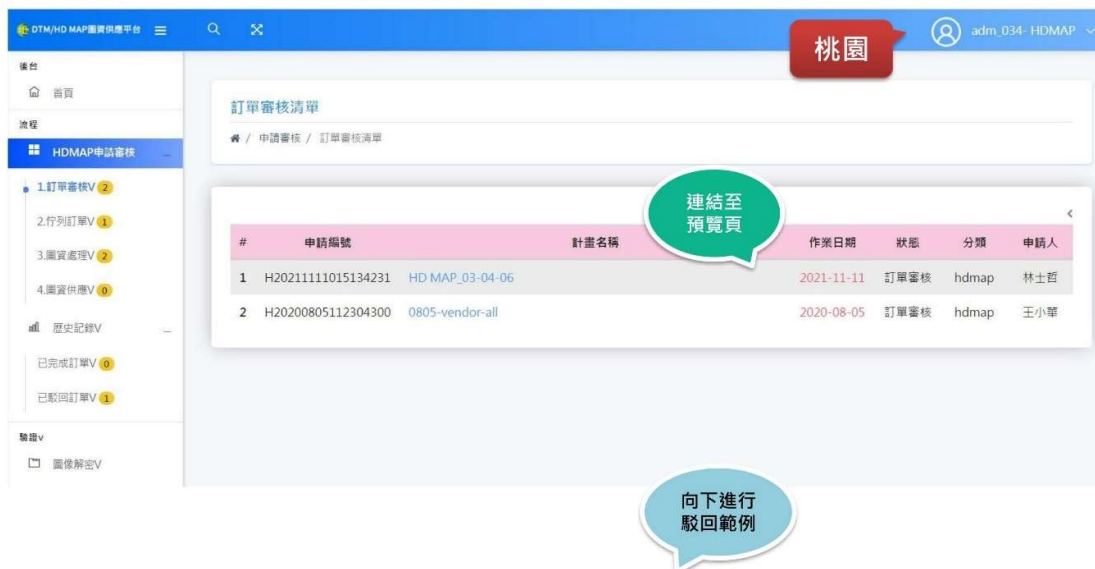 DTM/HD MAP圖資供應平台
桃園
adm_034- HDMAP
後台
首頁
流程
HDMAP申請審核
1.訂單審核V 2
2.佇列訂單V 1
3.圖資處理V 2
4.圖資供應V 0
歷史記錄V
已完成訂單V 0
已駁回訂單V 1
驗證v
圖像解密V
訂單審核清單
/ 申請審核 / 訂單審核清單
連結至
預覽頁
# 申請編號 計畫名稱 作業日期 狀態 分類 申請人
1 H20211111015134231 HD MAP_03-04-06 2021-11-11 訂單審核 hdmap 林士哲
2 H20200805112304300 0805-vendor-all 2020-08-05 訂單審核 hdmap 王小華
向下進行
駁回範例